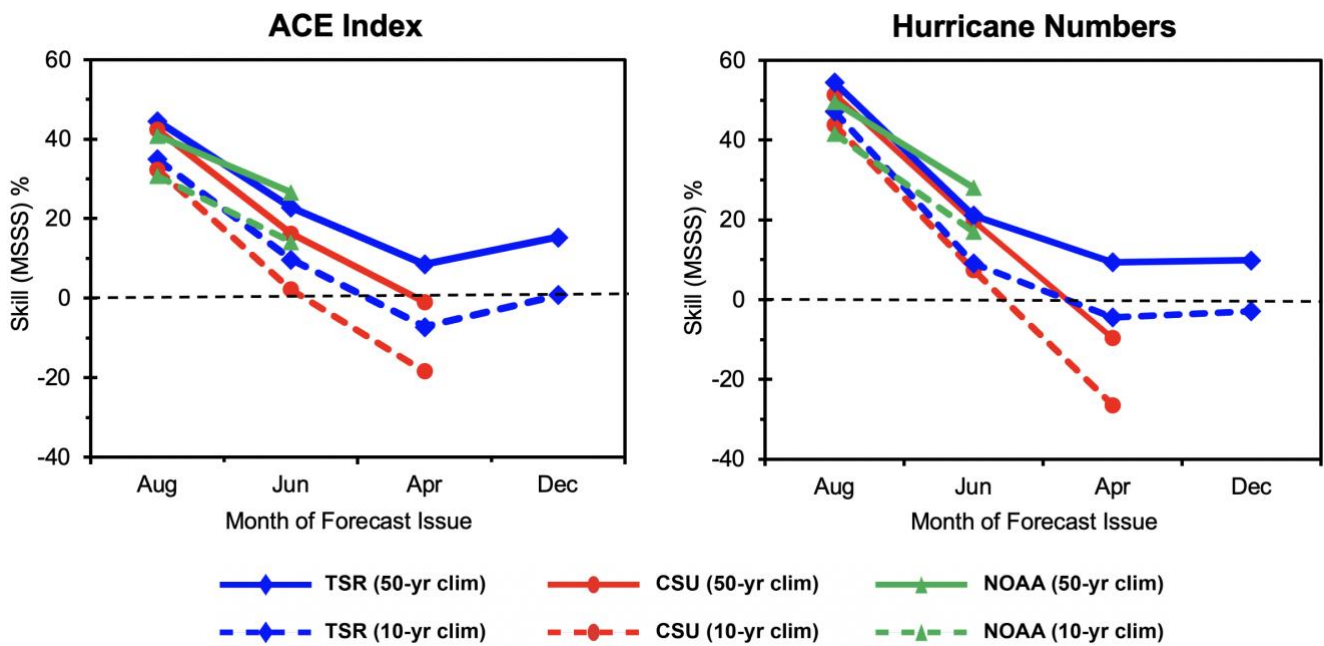 ACE Index
60
40
20
0
-20
-40
Skill (MSSS) %
Aug Jun Apr Dec
Month of Forecast Issue
Hurricane Numbers
60
40
20
0
-20
-40
Skill (MSSS) %
Aug Jun Apr Dec
Month of Forecast Issue
TSR (50-yr clim) CSU (50-yr clim) NOAA (50-yr clim)
TSR (10-yr clim) CSU (10-yr clim) NOAA (10-yr clim)